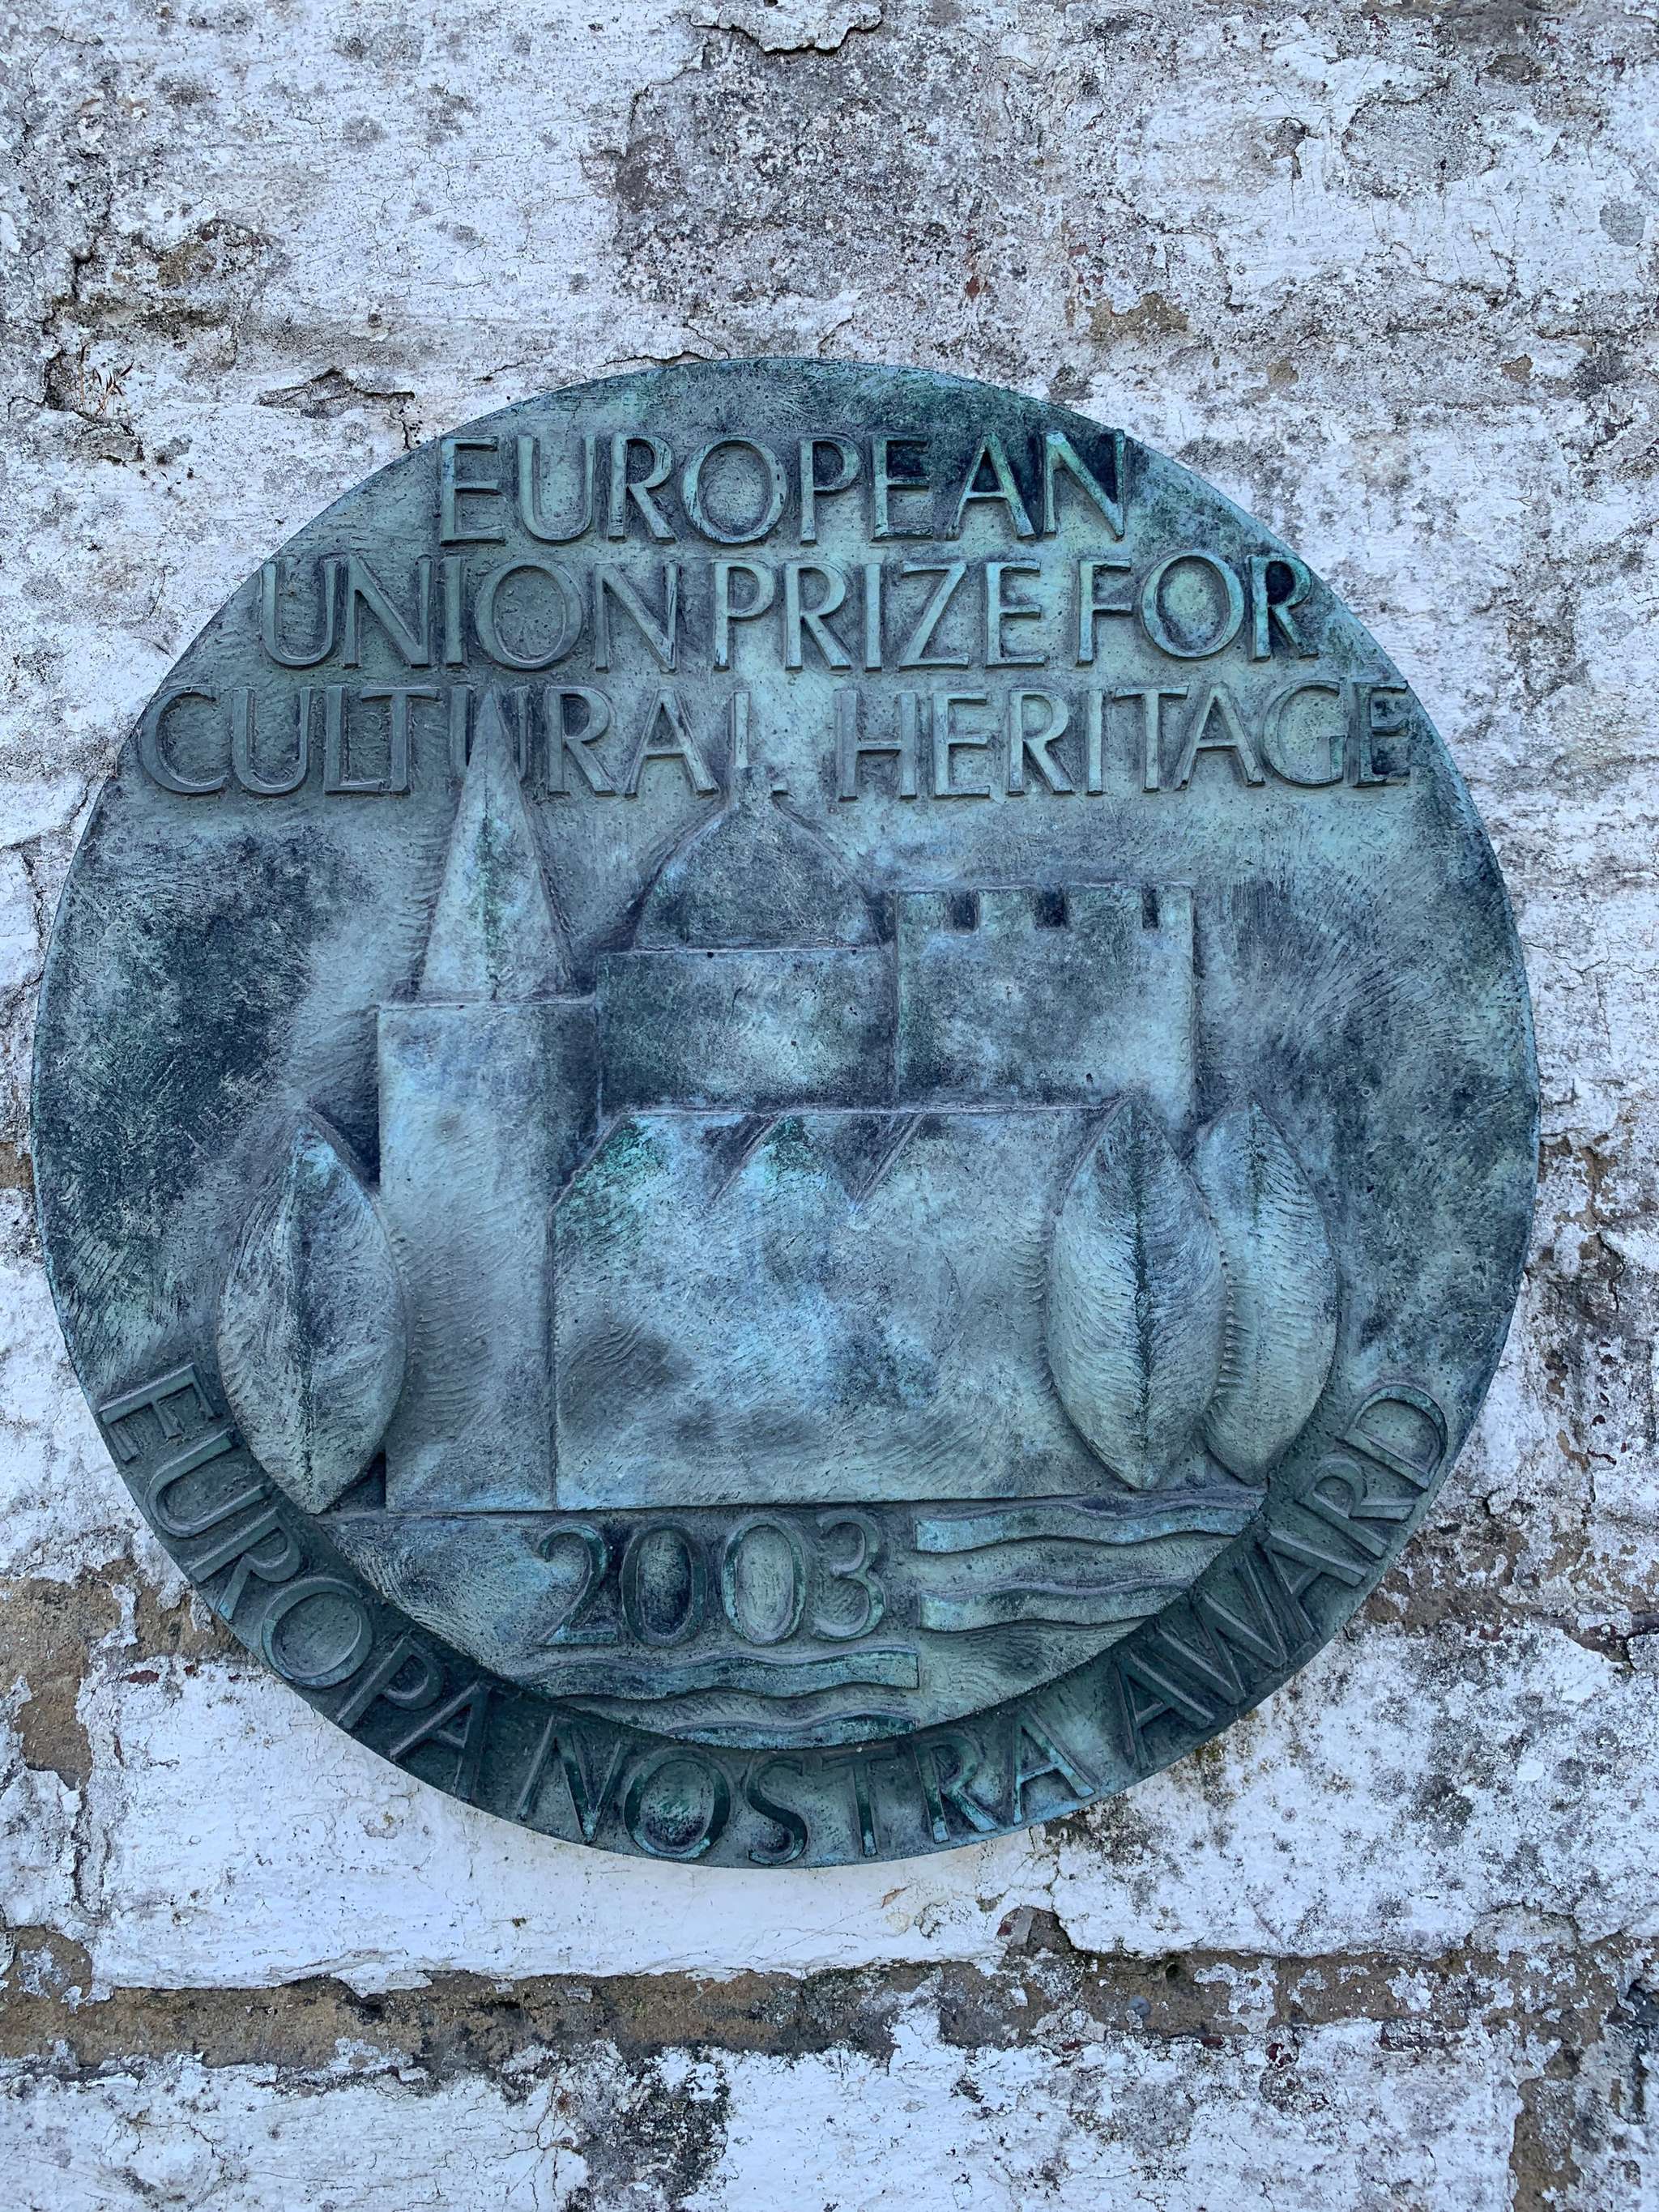 EUROPEAN
UNION PRIZE FOR
CULTURAL HERITAGE
2003
EUROPA NOSTRA AWARD